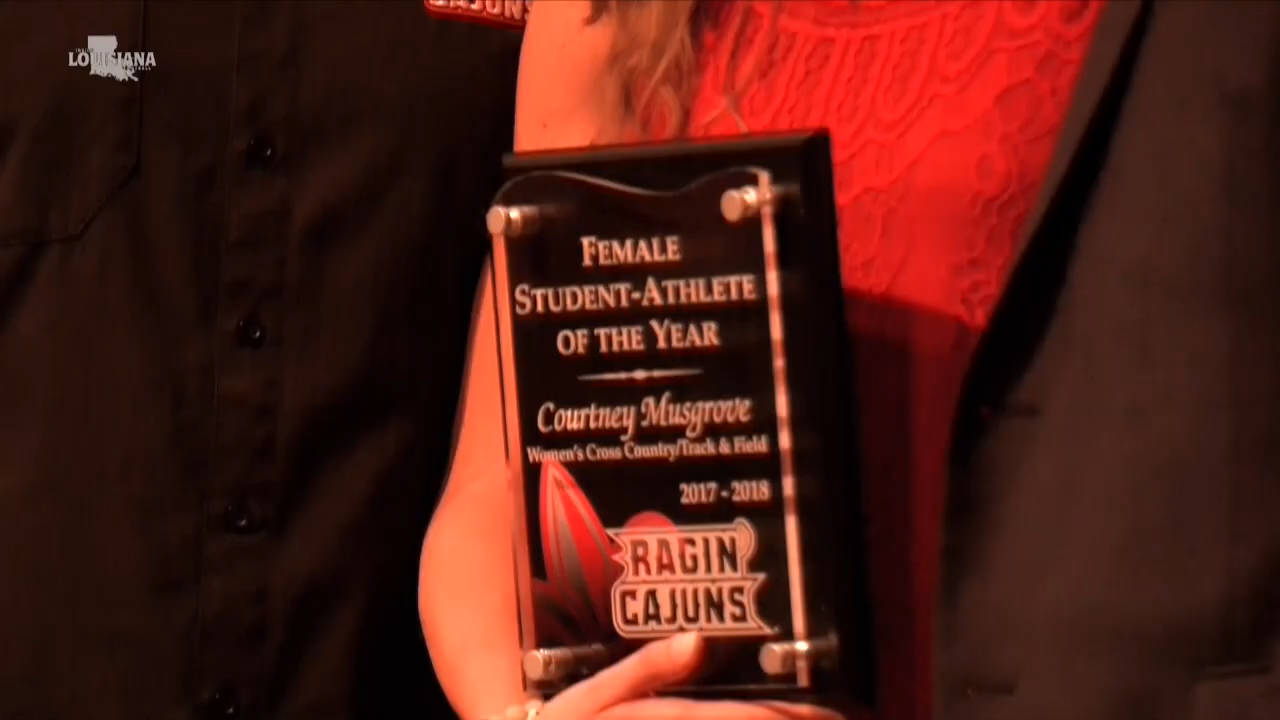 CAJUNS
LOUISIANA
FEMALE
STUDENT-ATHLETE
OF THE YEAR
Courtney Musgrove
Women's Cross Country/Track & Field
2017 - 2018
RAGIN
CAJUNS